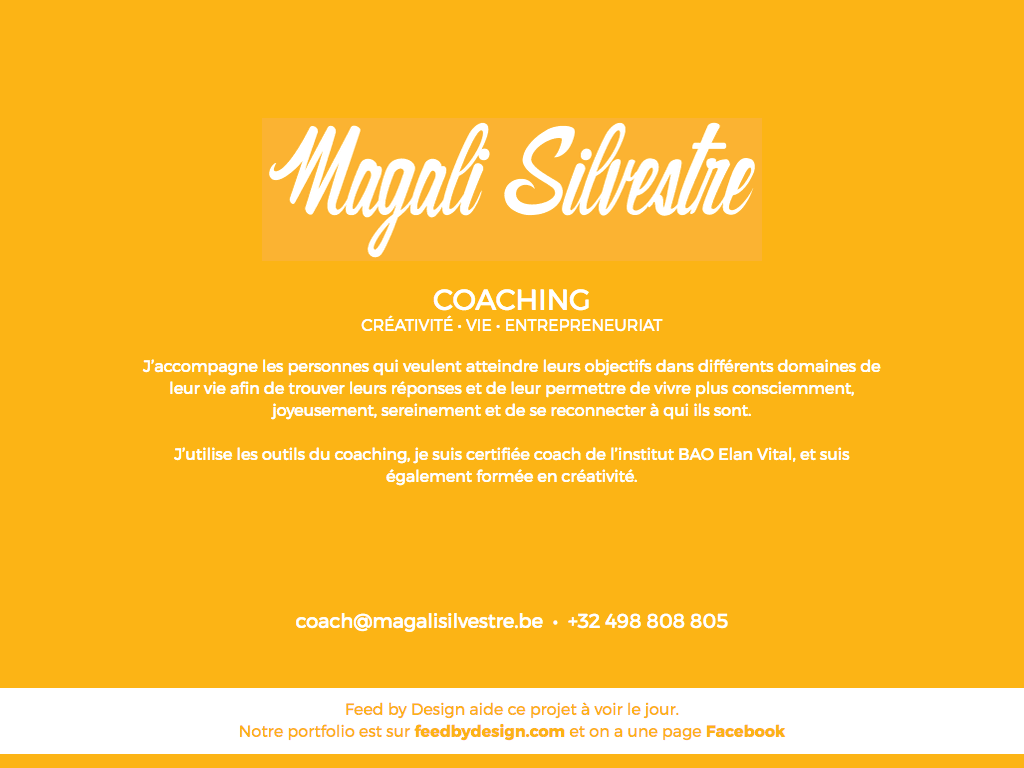 Magali Silvestre
COACHING
CRÉATIVITÉ • VIE • ENTREPRENEURIAT
J'accompagne les personnes qui veulent atteindre leurs objectifs dans différents domaines de
leur vie afin de trouver leurs réponses et de leur permettre de vivre plus consciemment,
joyeusement, sereinement et de se reconnecter à qui ils sont.
J'utilise les outils du coaching, je suis certifiée coach de l'institut BAO Elan Vital, et suis
également formée en créativité.
coach@magalisilvestre.be • +32 498 808 805
Feed by Design aide ce projet à voir le jour.
Notre portfolio est sur feedbydesign.com et on a une page Facebook